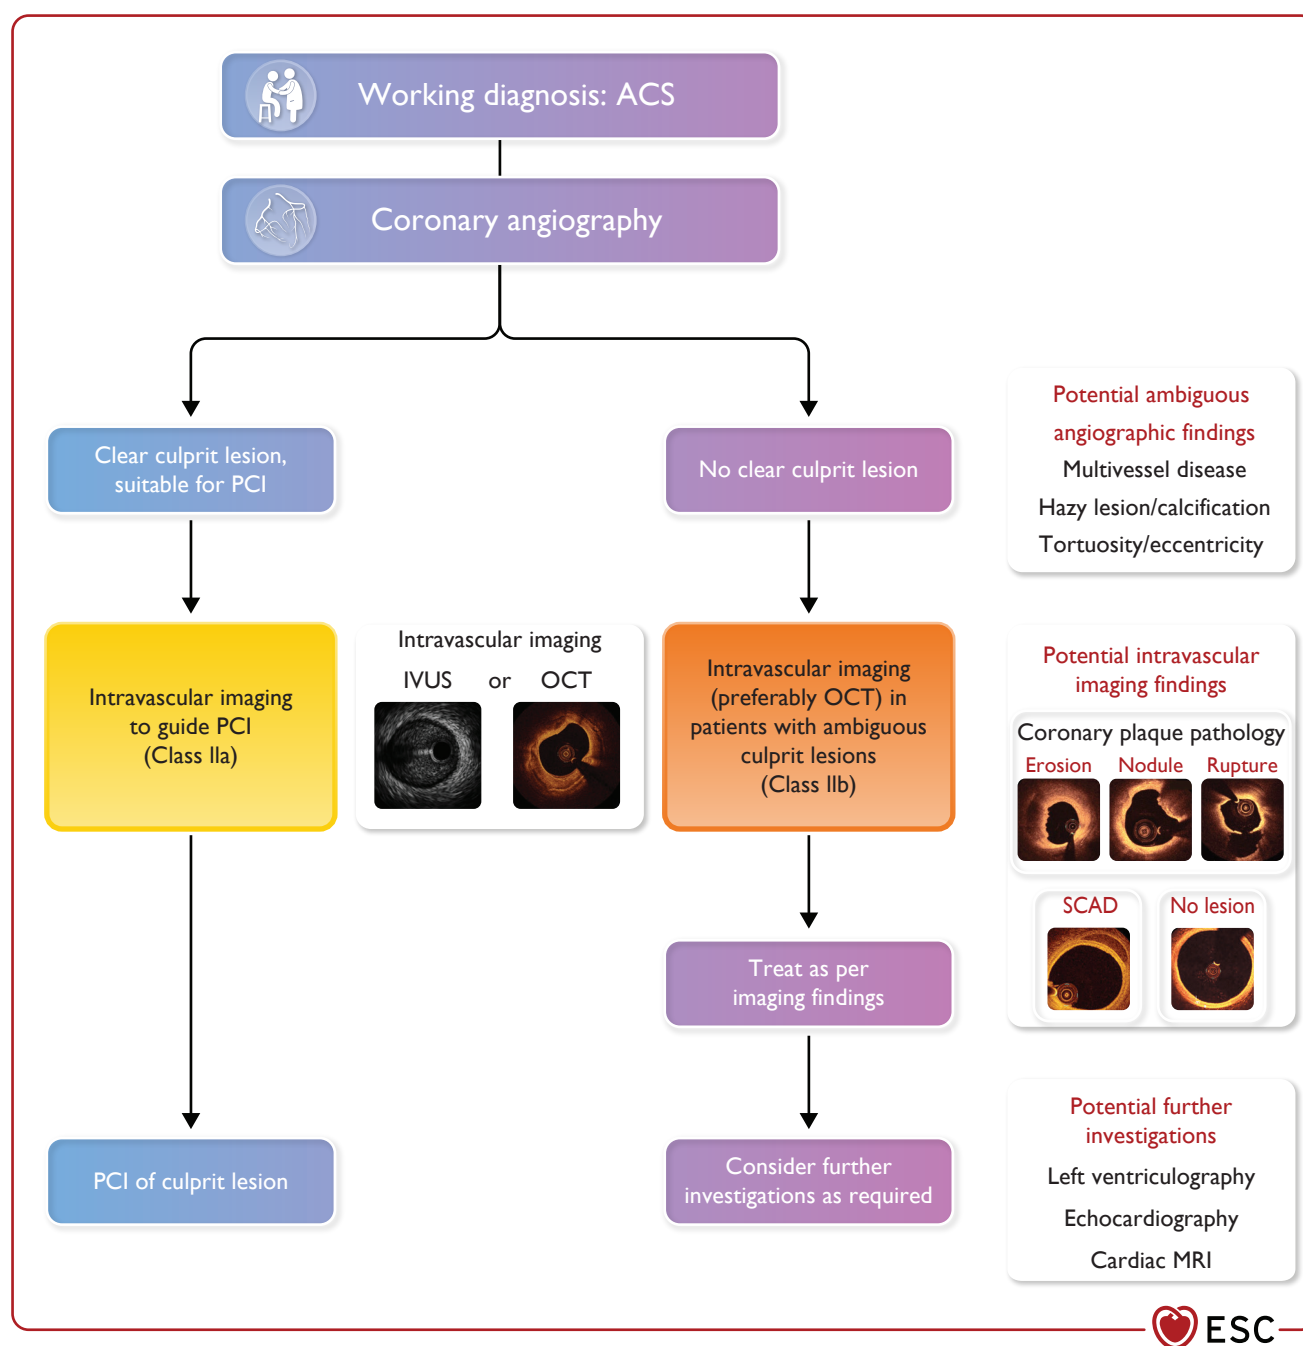 Working diagnosis: ACS
Coronary angiography
Clear culprit lesion,
suitable for PCI
No clear culprit lesion
Potential ambiguous
angiographic findings
Multivessel disease
Hazy lesion/calcification
Tortuosity/eccentricity
Intravascular imaging
to guide PCI
(Class IIa)
Intravascular imaging
IVUS or OCT
Intravascular imaging
(preferably OCT) in
patients with ambiguous
culprit lesions
(Class IIb)
Potential intravascular
imaging findings
Coronary plaque pathology
Erosion Nodule Rupture
SCAD No lesion
Treat as per
imaging findings
PCI of culprit lesion
Consider further
investigations as required
Potential further
investigations
Left ventriculography
Echocardiography
Cardiac MRI
ESC